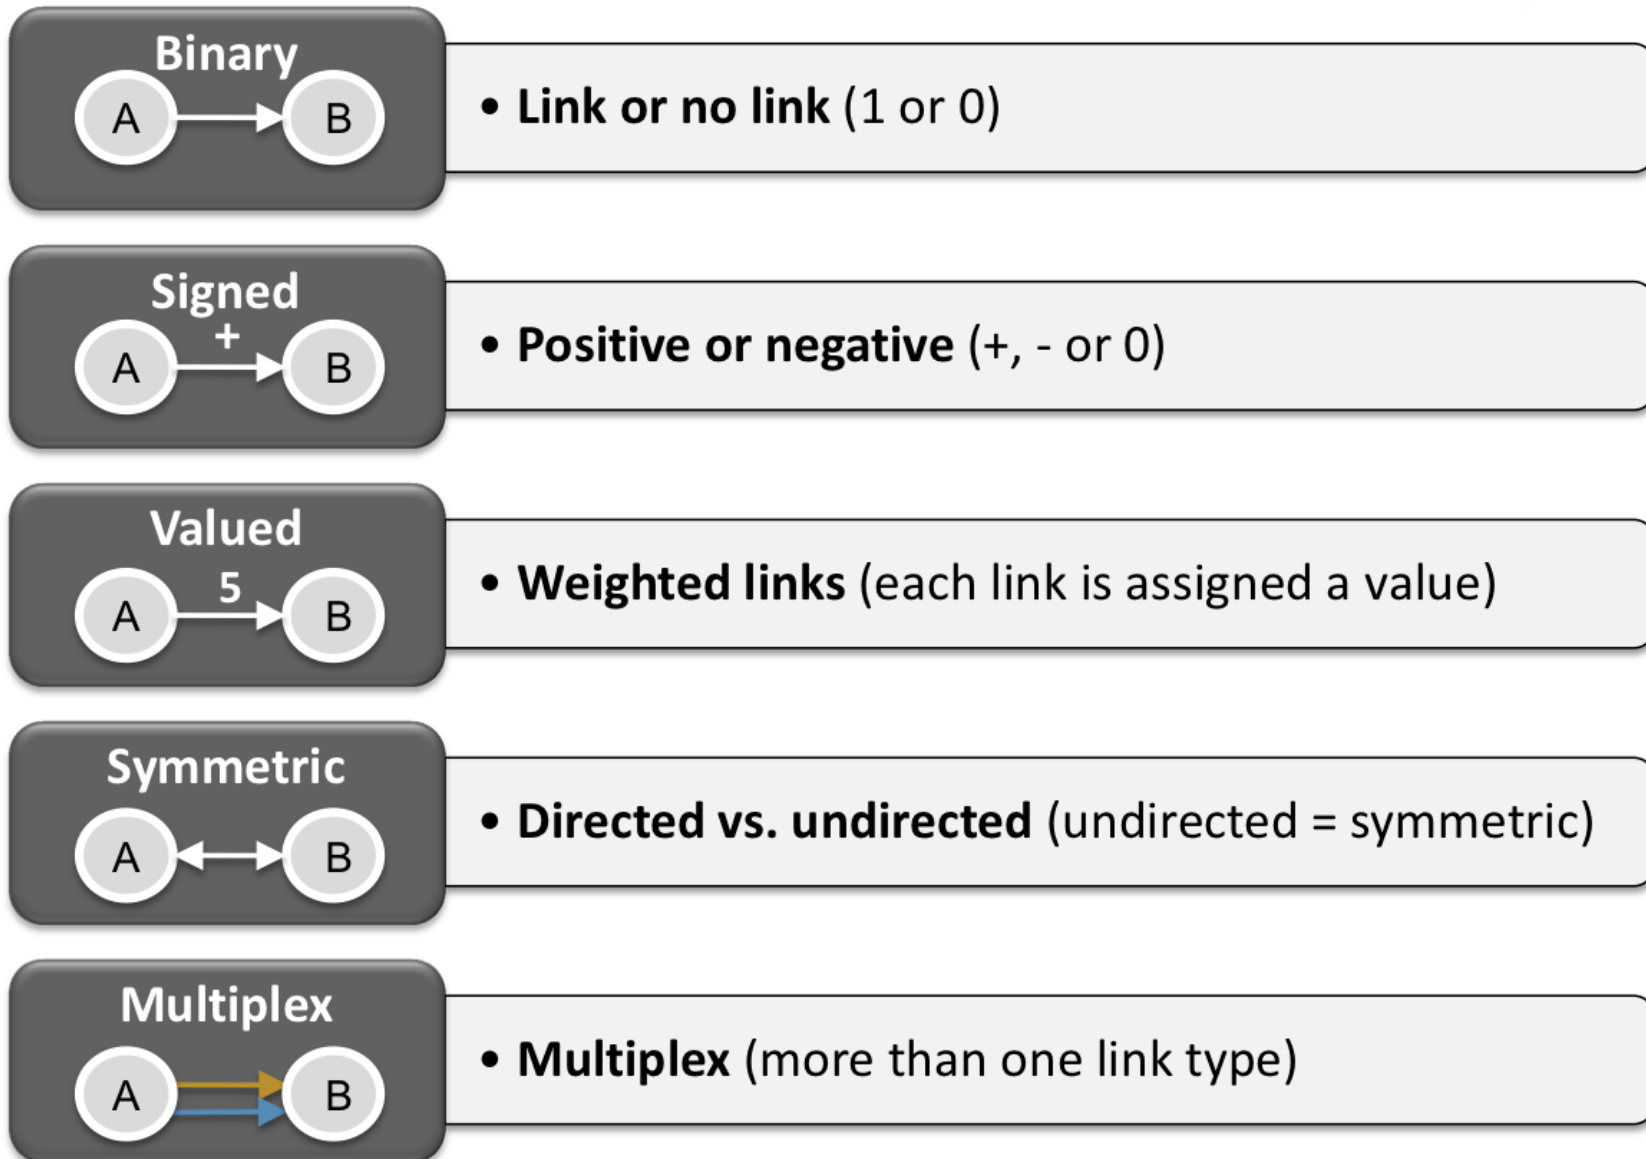 Binary
A B
• Link or no link (1 or 0)
Signed
+
A B
• Positive or negative (+, - or 0)
Valued
5
A B
• Weighted links (each link is assigned a value)
Symmetric
A B
• Directed vs. undirected (undirected = symmetric)
Multiplex
A B
• Multiplex (more than one link type)